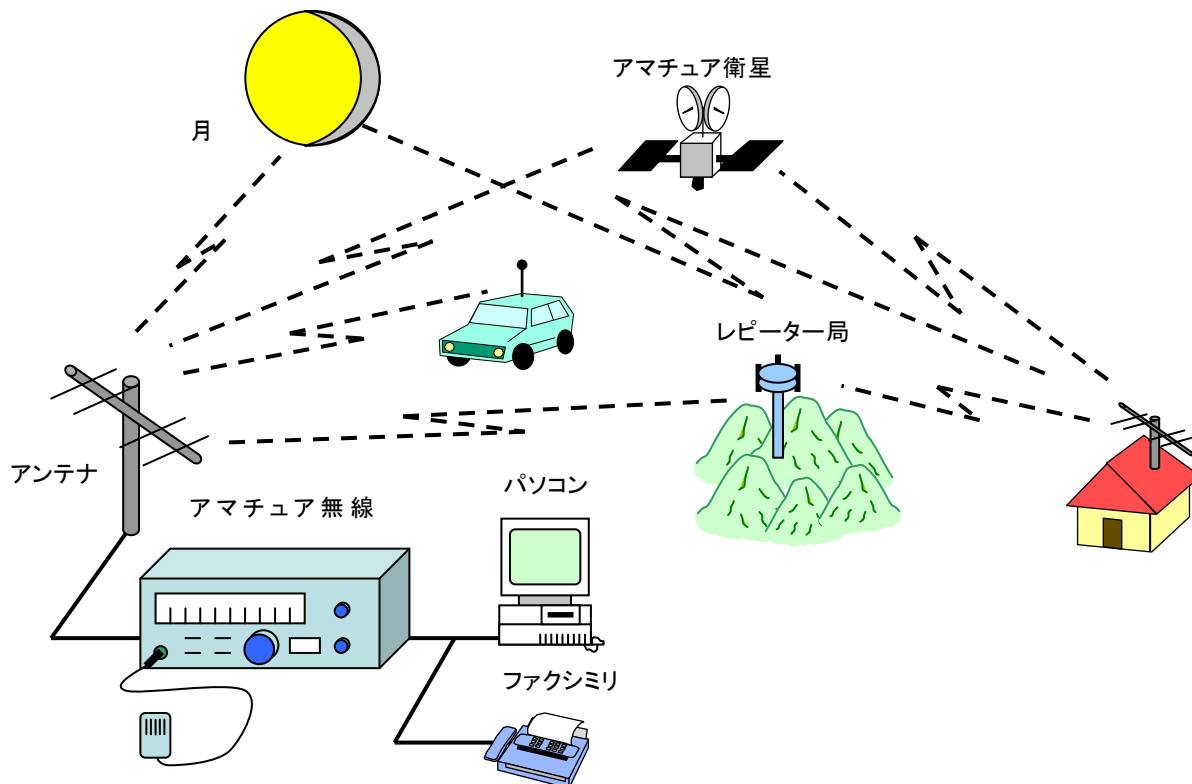 アマチュア衛星
月
レピーター局
アンテナ
パソコン
アマチュア無線
ファクシミリ